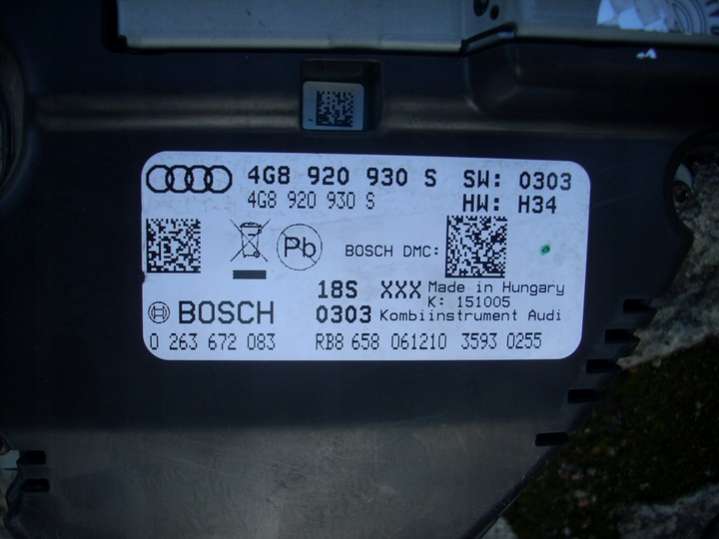 4G8 920 930 S SW: 0303
4G8 920 930 S HW: H34
Pb BOSCH DMC:
18S XXX Made in Hungary
K: 151005
BOSCH 0303 Kombiinstrument Audi
0 263 672 083 RB8 658 061210 3593 0255